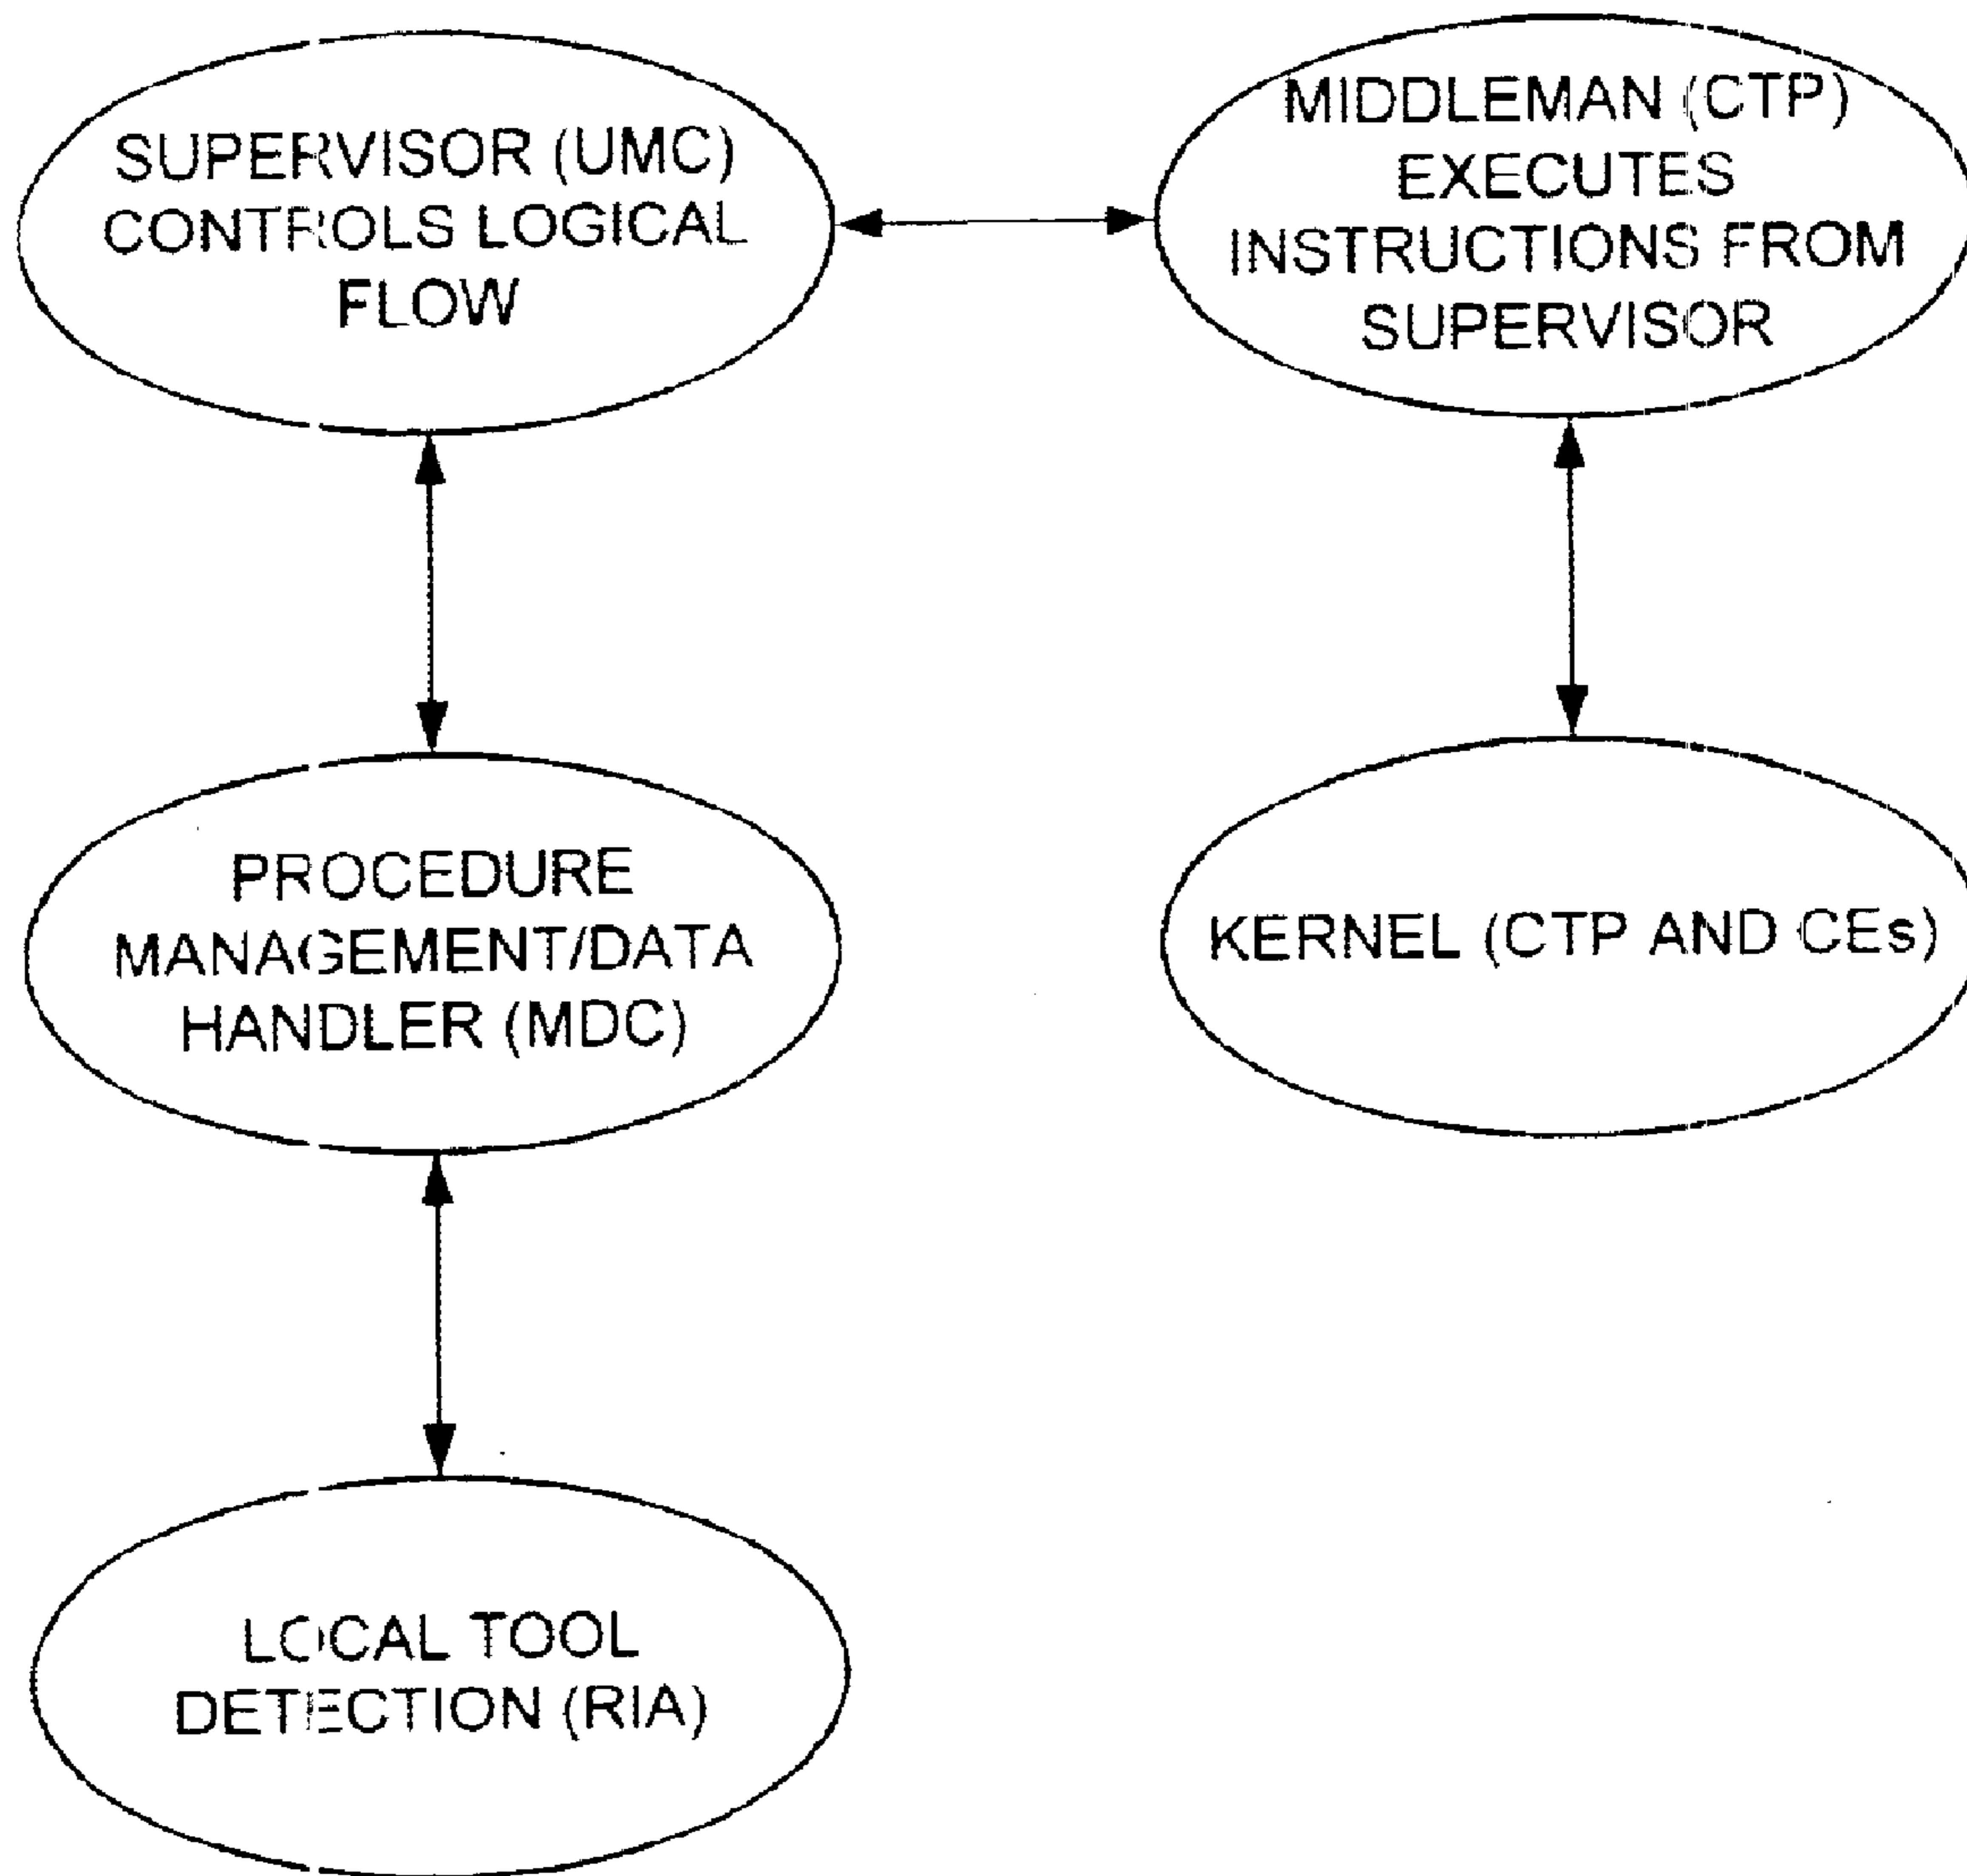 SUPERVISOR (UMC)
CONTROLS LOGICAL
FLOW
MIDDLEMAN (CTP)
EXECUTES
INSTRUCTIONS FROM
SUPERVISOR
PROCEDURE
MANAGEMENT/DATA
HANDLER (MDC)
KERNEL (CTP AND CEs)
LOCAL TOOL
DETECTION (RIA)